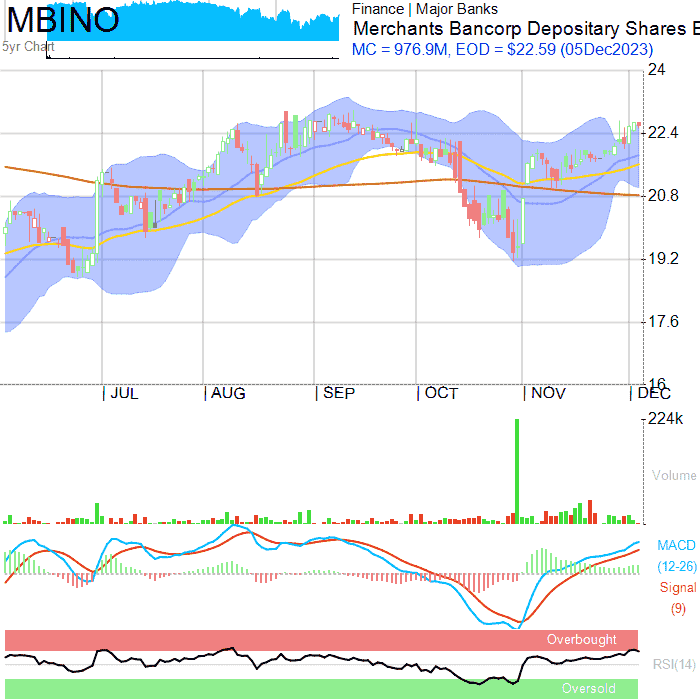 MBINO
5yr Chart
Finance | Major Banks
Merchants Bancorp Depositary Shares E
MC = 976.9M, EOD = $22.59 (05Dec2023)
24
22.4
20.8
19.2
17.6
16
JUL AUG SEP OCT NOV DEC
224k
Volume
MACD
(12-26)
Signal
(9)
Overbought
RSI(14)
Oversold